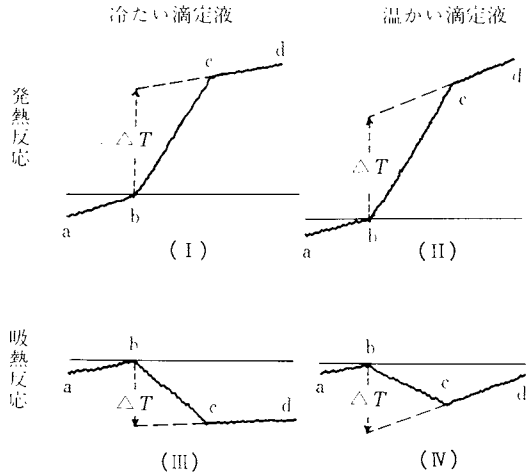 冷たい滴定液 温かい滴定液
発熱反応
a b c d △T
(I)
a b c d △T
(II)
吸熱反応
a b c d △T
(III)
a b c d △T
(IV)